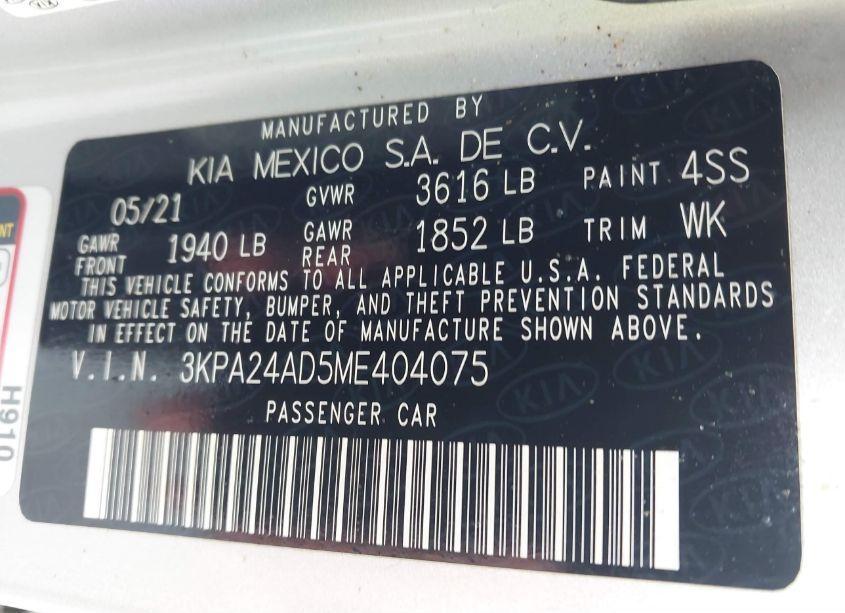 MANUFACTURED BY
KIA MEXICO S.A. DE C.V.
05/21 GVWR 3616 LB PAINT 4SS
GAWR FRONT 1940 LB GAWR REAR 1852 LB TRIM WK
THIS VEHICLE CONFORMS TO ALL APPLICABLE U.S.A. FEDERAL
MOTOR VEHICLE SAFETY, BUMPER, AND THEFT PREVENTION STANDARDS
IN EFFECT ON THE DATE OF MANUFACTURE SHOWN ABOVE.
V.I.N. 3KPA24AD5ME404075
PASSENGER CAR
H910